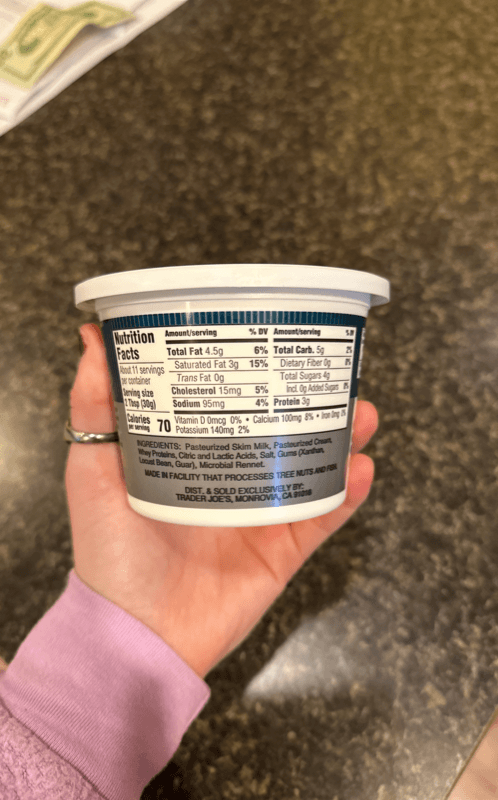 Nutrition
Facts
About 11 servings
per container
Serving size
2 Tbsp (30g)
Calories
per serving
70
Amount/serving % DV
Total Fat 4.5g 6%
Saturated Fat 3g 15%
Trans Fat 0g
Cholesterol 15mg 5%
Sodium 95mg 4%
Amount/serving % DV
Total Carb. 5g 2%
Dietary Fiber 0g 0%
Total Sugars 4g
Incl. 0g Added Sugars 0%
Protein 3g
Vitamin D 0mcg 0% • Calcium 100mg 8% • Iron 0mg 0%
Potassium 140mg 2%
INGREDIENTS: Pasteurized Skim Milk, Pasteurized Cream,
Whey Proteins, Citric and Lactic Acids, Salt, Gums (Xanthan,
Locust Bean, Guar), Microbial Rennet.
MADE IN FACILITY THAT PROCESSES TREE NUTS AND FISH.
DIST. & SOLD EXCLUSIVELY BY:
TRADER JOE'S, MONROVIA, CA 91016